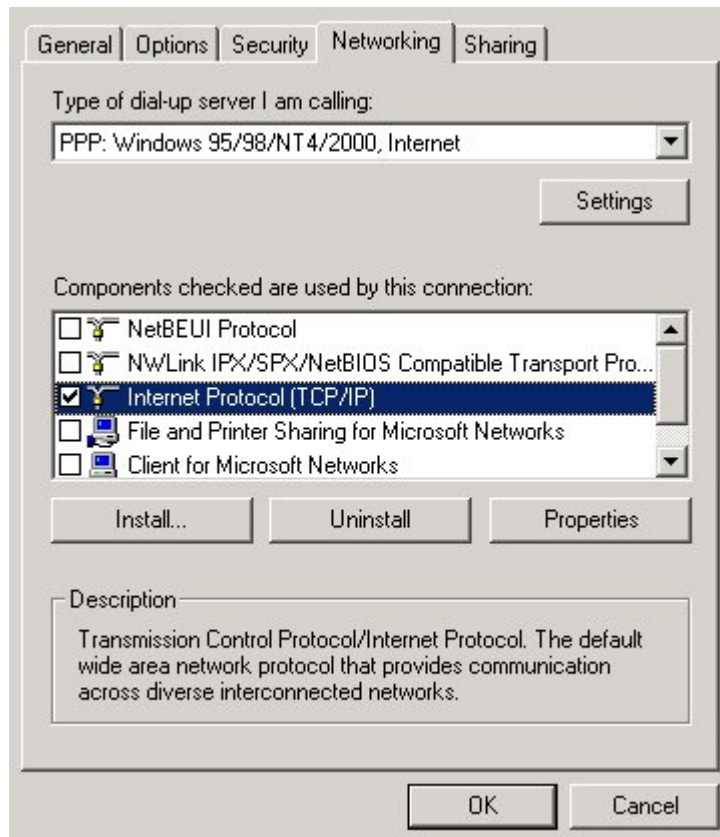 General Options Security Networking Sharing
Type of dial-up server I am calling:
PPP: Windows 95/98/NT4/2000, Internet
Settings
Components checked are used by this connection:
NetBEUI Protocol
NWLink IPX/SPX/NetBIOS Compatible Transport Pro...
Internet Protocol (TCP/IP)
File and Printer Sharing for Microsoft Networks
Client for Microsoft Networks
Install... Uninstall Properties
Description
Transmission Control Protocol/Internet Protocol. The default
wide area network protocol that provides communication
across diverse interconnected networks.
OK Cancel